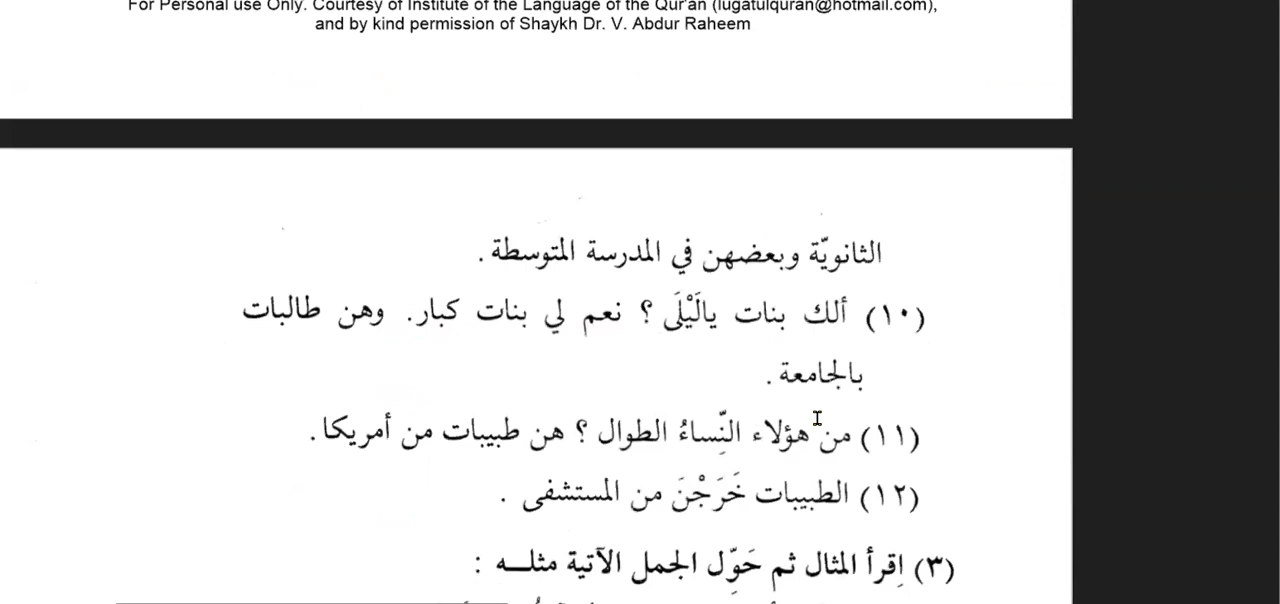 For Personal use Only. Courtesy of Institute of the Language of the Qur'an (lugatulquran@hotmail.com),
and by kind permission of Shaykh Dr. V. Abdur Raheem
الثانويّة وبعضهن في المدرسة المتوسطة .
(١٠) ألك بنات يالَيْلَى ؟ نعم لي بنات كبار. وهن طالبات
بالجامعة .
(١١) من هؤلاء النِّساءُ الطوال ؟ هن طبيبات من أمريكا.
(١٢) الطبيبات خَرَجْنَ من المستشفى .
(٣) اِقرأ المثال ثم حَوِّل الجمل الآتية مثلـه :